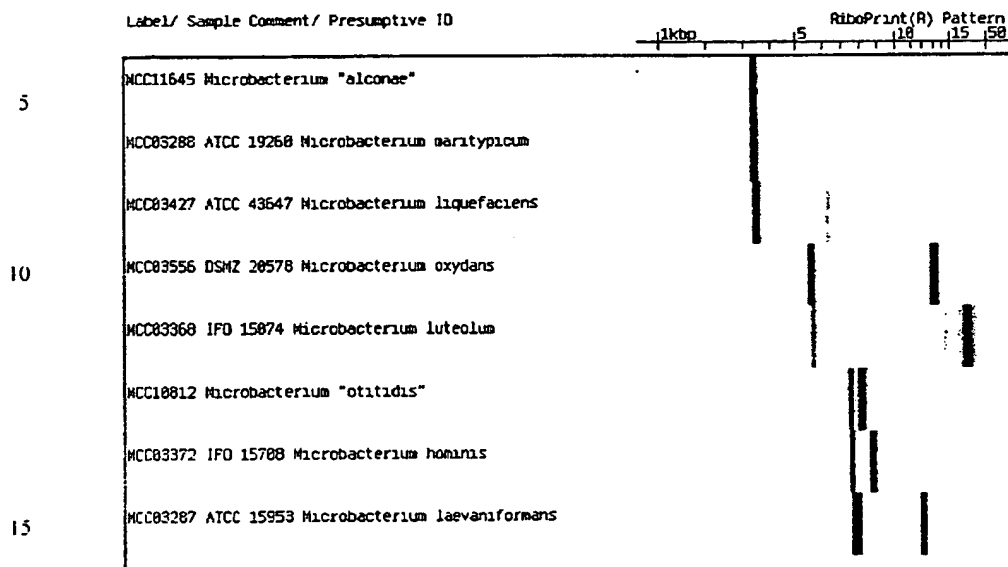 Label/ Sample Comment/ Presumptive ID RiboPrint(R) Pattern
1kbp 5 10 15 50
MCC11645 Microbacterium "alconae"
5
MCC03288 ATCC 19260 Microbacterium maritypicum
MCC03427 ATCC 43647 Microbacterium liquefaciens
10
MCC03556 DSMZ 20578 Microbacterium oxydans
MCC03368 IFO 15074 Microbacterium luteolum
MCC10812 Microbacterium "otitidis"
MCC03372 IFO 15708 Microbacterium hominis
MCC03287 ATCC 15953 Microbacterium laevaniformans
15